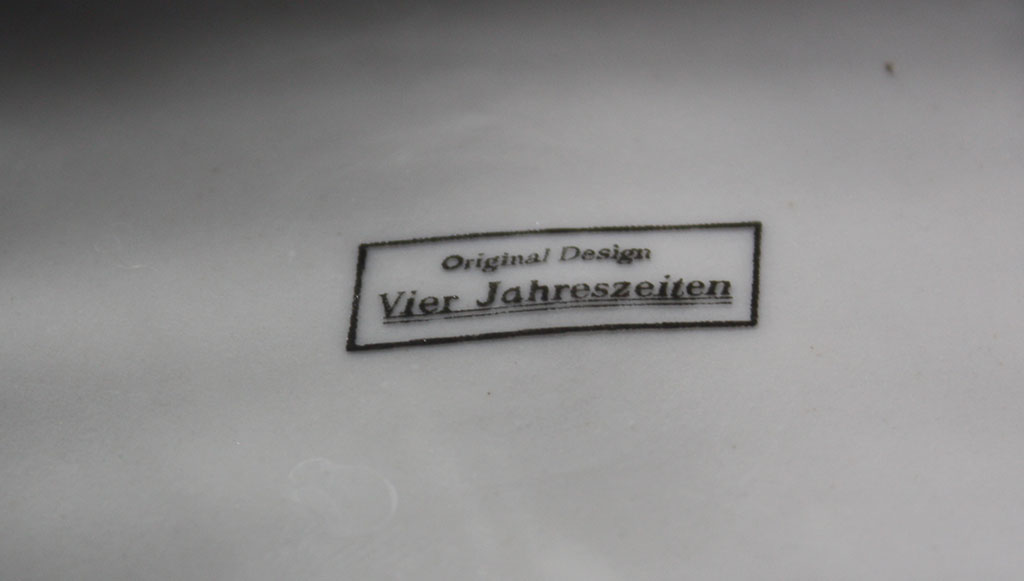 Original Design
Vier Jahreszeiten